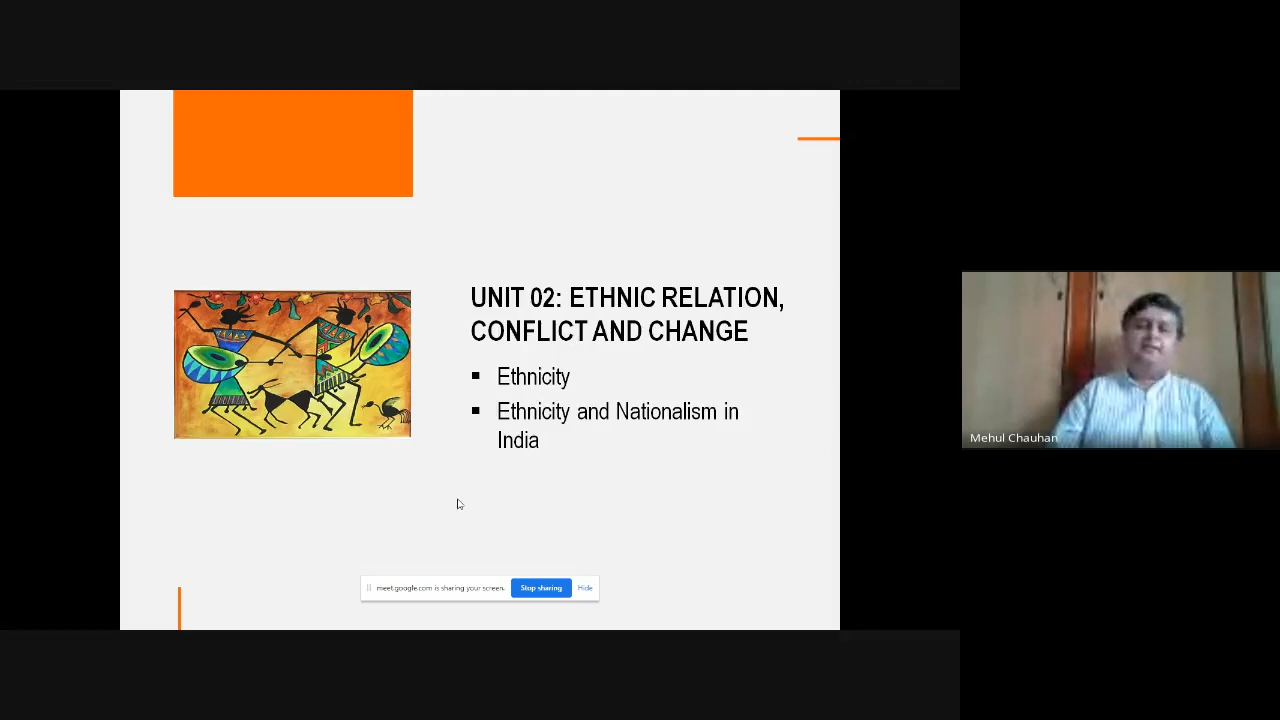 UNIT 02: ETHNIC RELATION,
CONFLICT AND CHANGE
▪ Ethnicity
▪ Ethnicity and Nationalism in
India
meet.google.com is sharing your screen.
Stop sharing
Hide
Mehul Chauhan